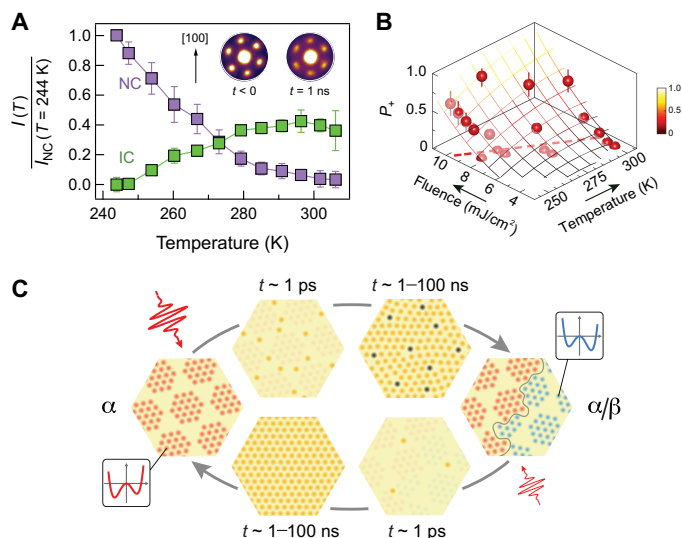 A
I(T)
I_NC(T = 244 K)
1.0
0.8
0.6
0.4
0.2
0.0
NC
IC
[100]
t < 0
t = 1 ns
240
260
280
300
Temperature (K)
B
P+
1.0
0.5
0
10
8
6
4
Fluence (mJ/cm²)
250
275
300
Temperature (K)
1.0
0.5
0
C
t ~ 1 ps
t ~ 1–100 ns
α
α/β
t ~ 1–100 ns
t ~ 1 ps